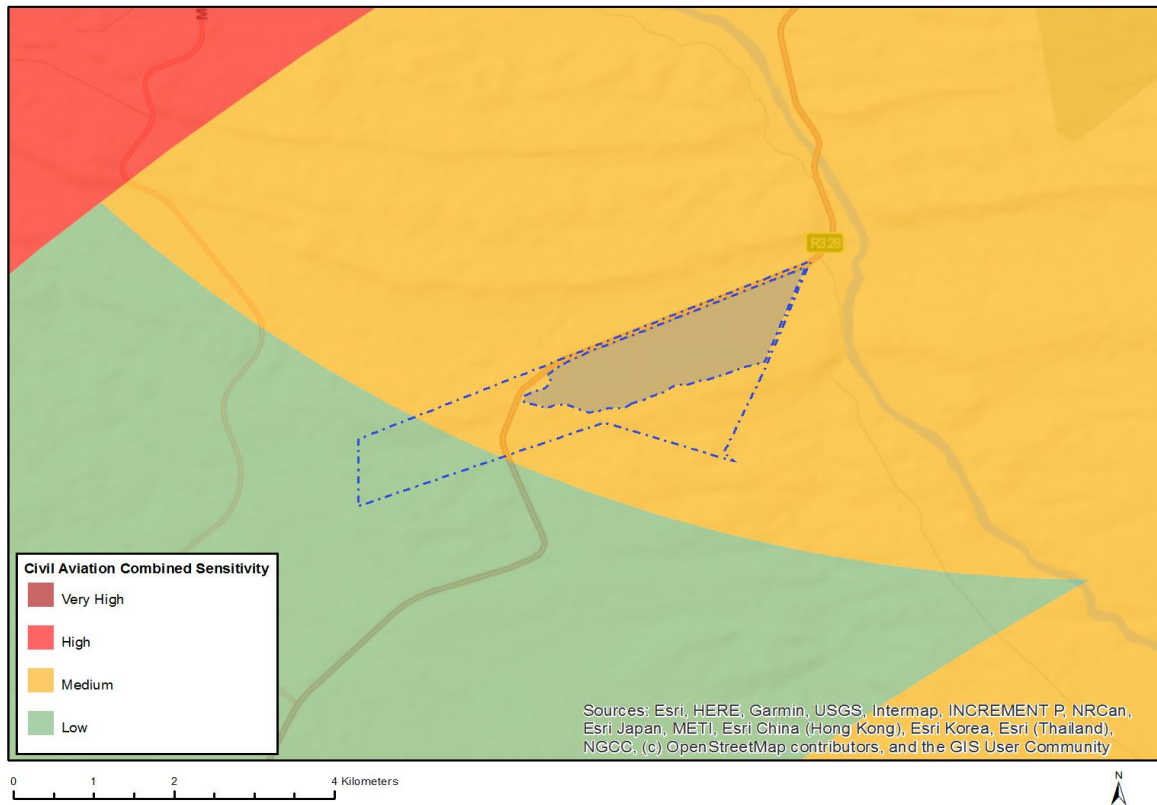 M
R328
Civil Aviation Combined Sensitivity
Very High
High
Medium
Low
Sources: Esri, HERE, Garmin, USGS, Intermap, INCREMENT P, NRCan,
Esri Japan, METI, Esri China (Hong Kong), Esri Korea, Esri (Thailand),
NGCC, (c) OpenStreetMap contributors, and the GIS User Community
0 1 2 4 Kilometers
N